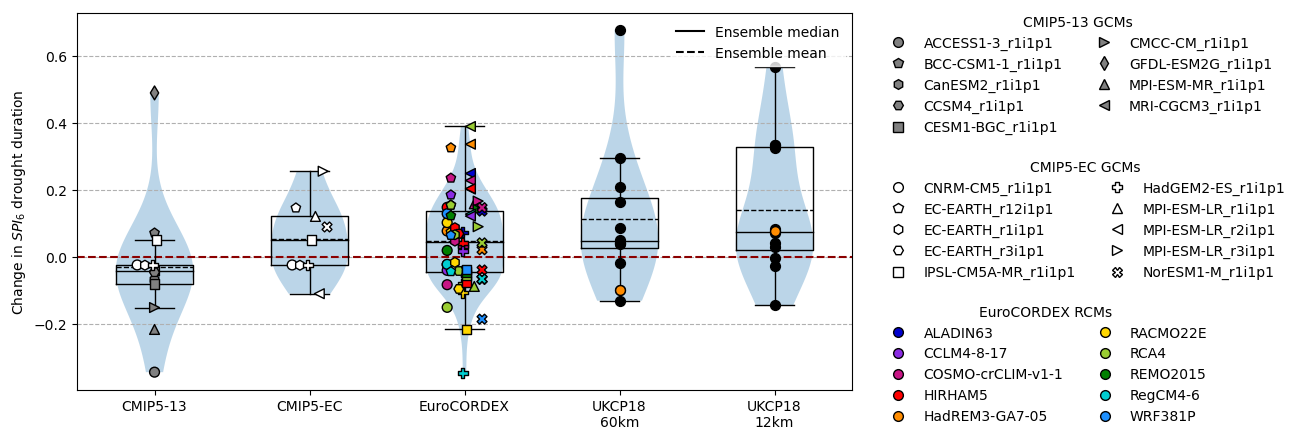 Change in SPI6 drought duration
0.6
0.4
0.2
0.0
−0.2
Ensemble median
Ensemble mean
CMIP5-13
CMIP5-EC
EuroCORDEX
UKCP18
60km
UKCP18
12km
CMIP5-13 GCMs
ACCESS1-3_r1i1p1
BCC-CSM1-1_r1i1p1
CanESM2_r1i1p1
CCSM4_r1i1p1
CESM1-BGC_r1i1p1
CMCC-CM_r1i1p1
GFDL-ESM2G_r1i1p1
MPI-ESM-MR_r1i1p1
MRI-CGCM3_r1i1p1
CMIP5-EC GCMs
CNRM-CM5_r1i1p1
EC-EARTH_r12i1p1
EC-EARTH_r1i1p1
EC-EARTH_r3i1p1
IPSL-CM5A-MR_r1i1p1
HadGEM2-ES_r1i1p1
MPI-ESM-LR_r1i1p1
MPI-ESM-LR_r2i1p1
MPI-ESM-LR_r3i1p1
NorESM1-M_r1i1p1
EuroCORDEX RCMs
ALADIN63
CCLM4-8-17
COSMO-crCLIM-v1-1
HIRHAM5
HadREM3-GA7-05
RACMO22E
RCA4
REMO2015
RegCM4-6
WRF381P